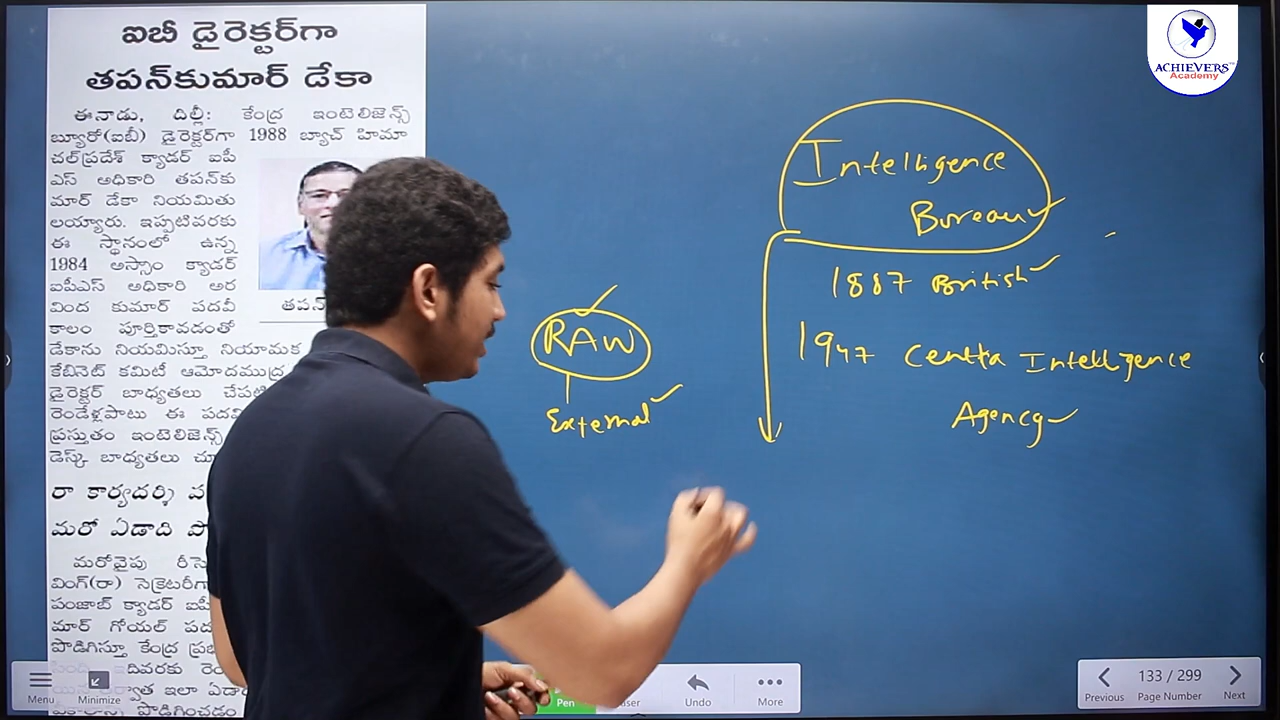 ఐబీ డైరెక్టర్‌గా
తపన్‌కుమార్ డేకా
ఈనాడు, దిల్లీ: కేంద్ర ఇంటెలిజెన్స్
బ్యూరో(ఐబీ) డైరెక్టర్‌గా 1988 బ్యాచ్ హిమా
చల్‌ప్రదేశ్ క్యాడర్ ఐపీ
ఎస్ అధికారి తపన్‌కు
మార్ డేకా నియమితు
లయ్యారు. ఇప్పటివరకు
ఈ స్థానంలో ఉన్న
1984 అస్సాం క్యాడర్
ఐపీఎస్ అధికారి అర
వింద కుమార్ పదవీ
కాలం పూర్తికావడంతో
డేకాను నియమిస్తూ నియామక
కేబినెట్ కమిటీ ఆమోదముద్ర
డైరెక్టర్ బాధ్యతలు చేపట్టి
రెండేళ్లపాటు ఈ పదవి
ప్రస్తుతం ఇంటెలిజెన్స్
డెస్క్ బాధ్యతలు చూ
తపన్
రా కార్యదర్శి ప
మరో ఏడాది పొ
మరోవైపు రీసె
వింగ్(రా) సెక్రెటరీగా
పంజాబ్ క్యాడర్ ఐపీ
మార్ గోయల్ పద
పొడిగిస్తూ కేంద్ర ప్రభ
ఇదివరకు రెం
ఇలా ఏడా
పొడిగించడం
RAW
External
Intelligence
Bureau
1887 British
1947 Centta Intelligence
Agency
ACHIEVERS
Academy
Menu
Minimize
Pen
Undo
More
Previous
133 / 299
Page Number
Next